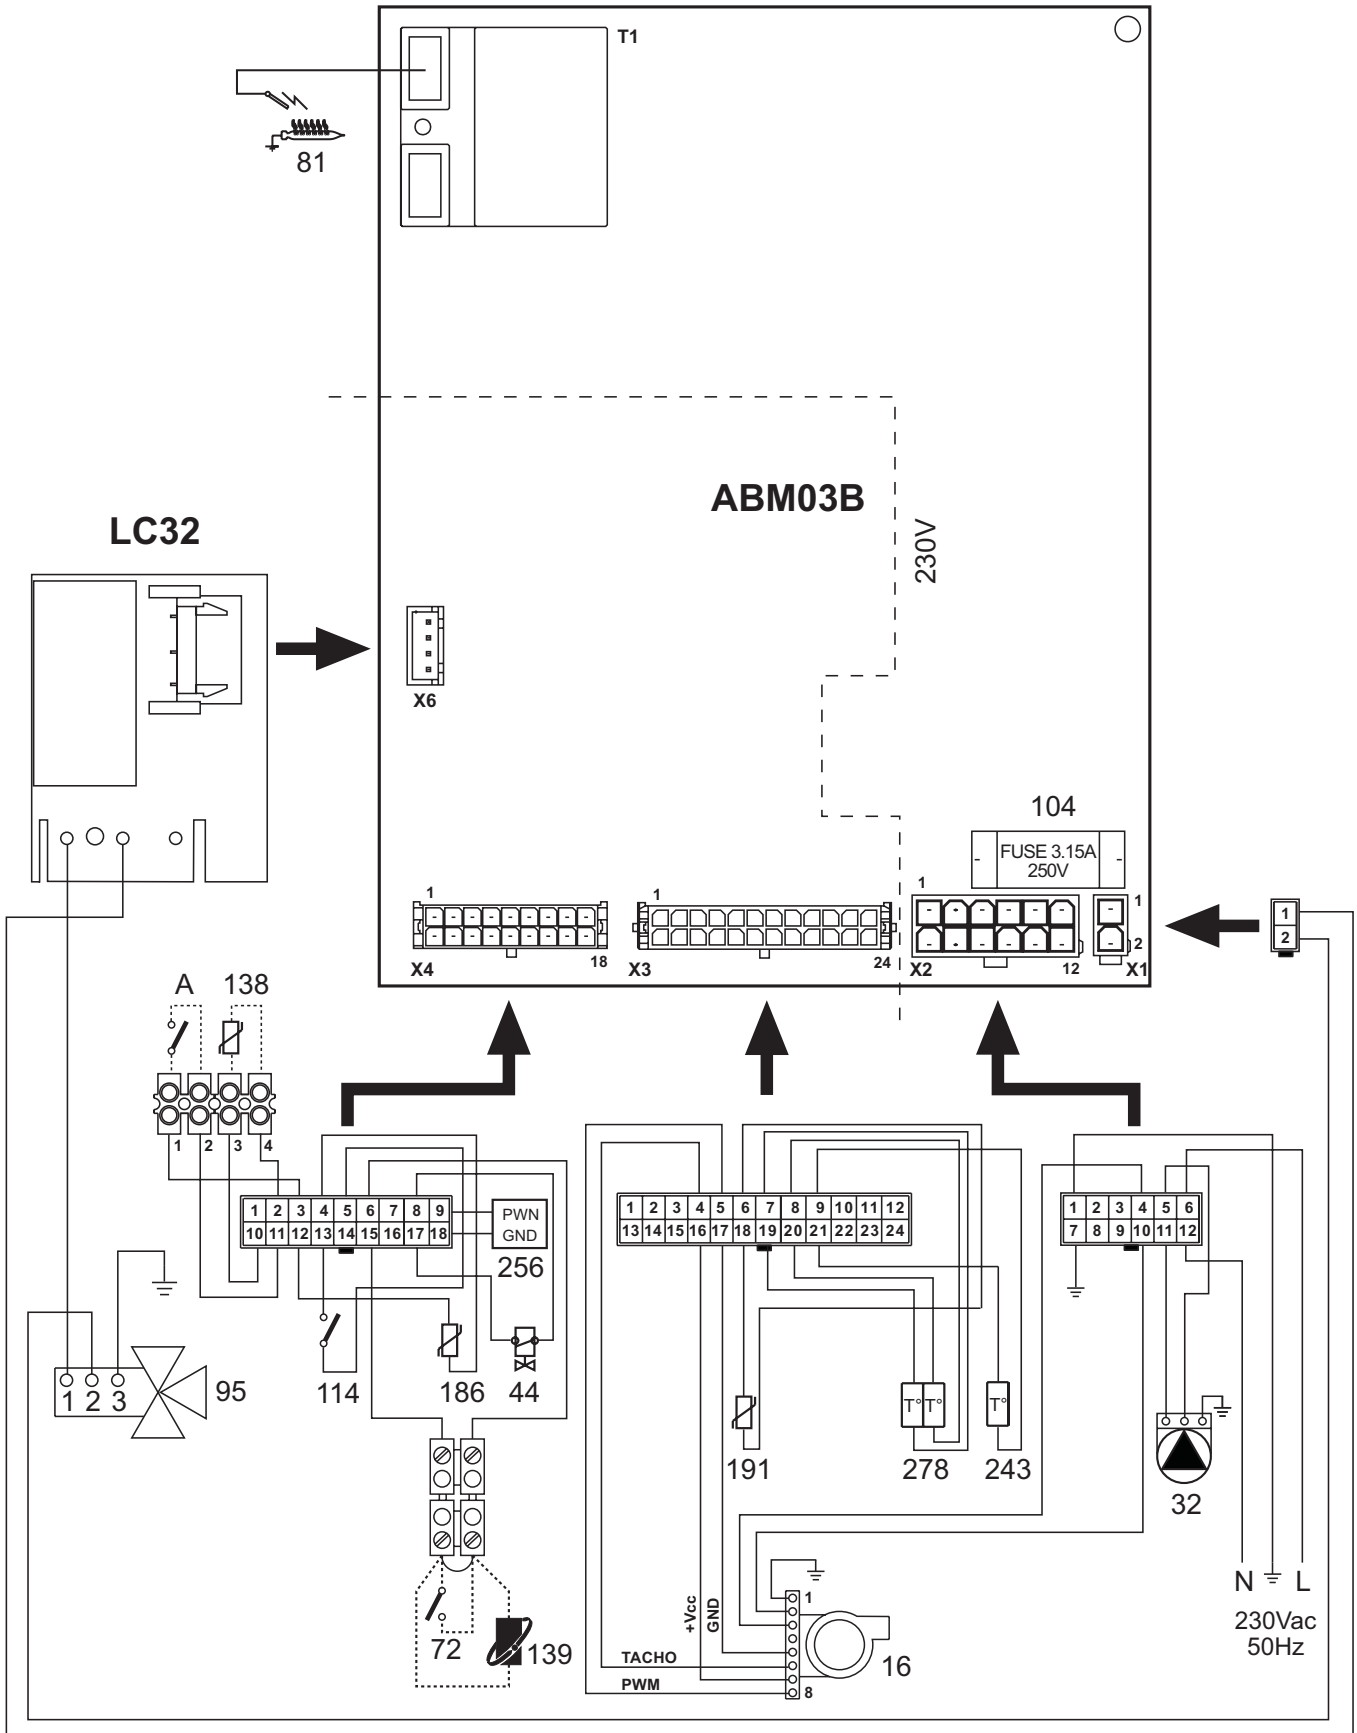 T1
81
ABM03B
230V
LC32
X6
104
FUSE 3.15A
250V
1
18
X4
1
24
X3
1
12
X2
1
2
X1
1
2
A
138
1
2
3
4
1 2 3 4 5 6 7 8 9
10 11 12 13 14 15 16 17 18
PWN
GND
256
1 2 3 4 5 6 7 8 9 10 11 12
13 14 15 16 17 18 19 20 21 22 23 24
1 2 3 4 5 6
7 8 9 10 11 12
1 2 3
95
114
186
44
191
278
T°
T°
243
T°
32
72
139
+Vcc
GND
TACHO
PWM
1
8
16
N
L
230Vac
50Hz